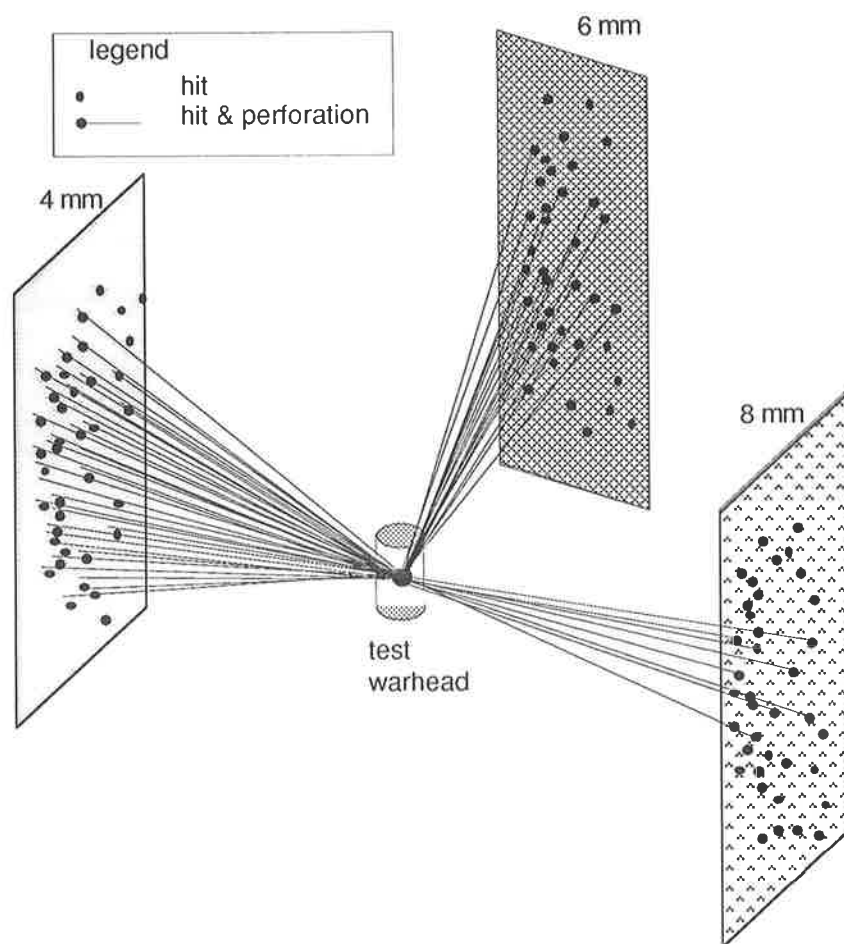 6 mm
legend
hit
hit & perforation
4 mm
8 mm
test
warhead